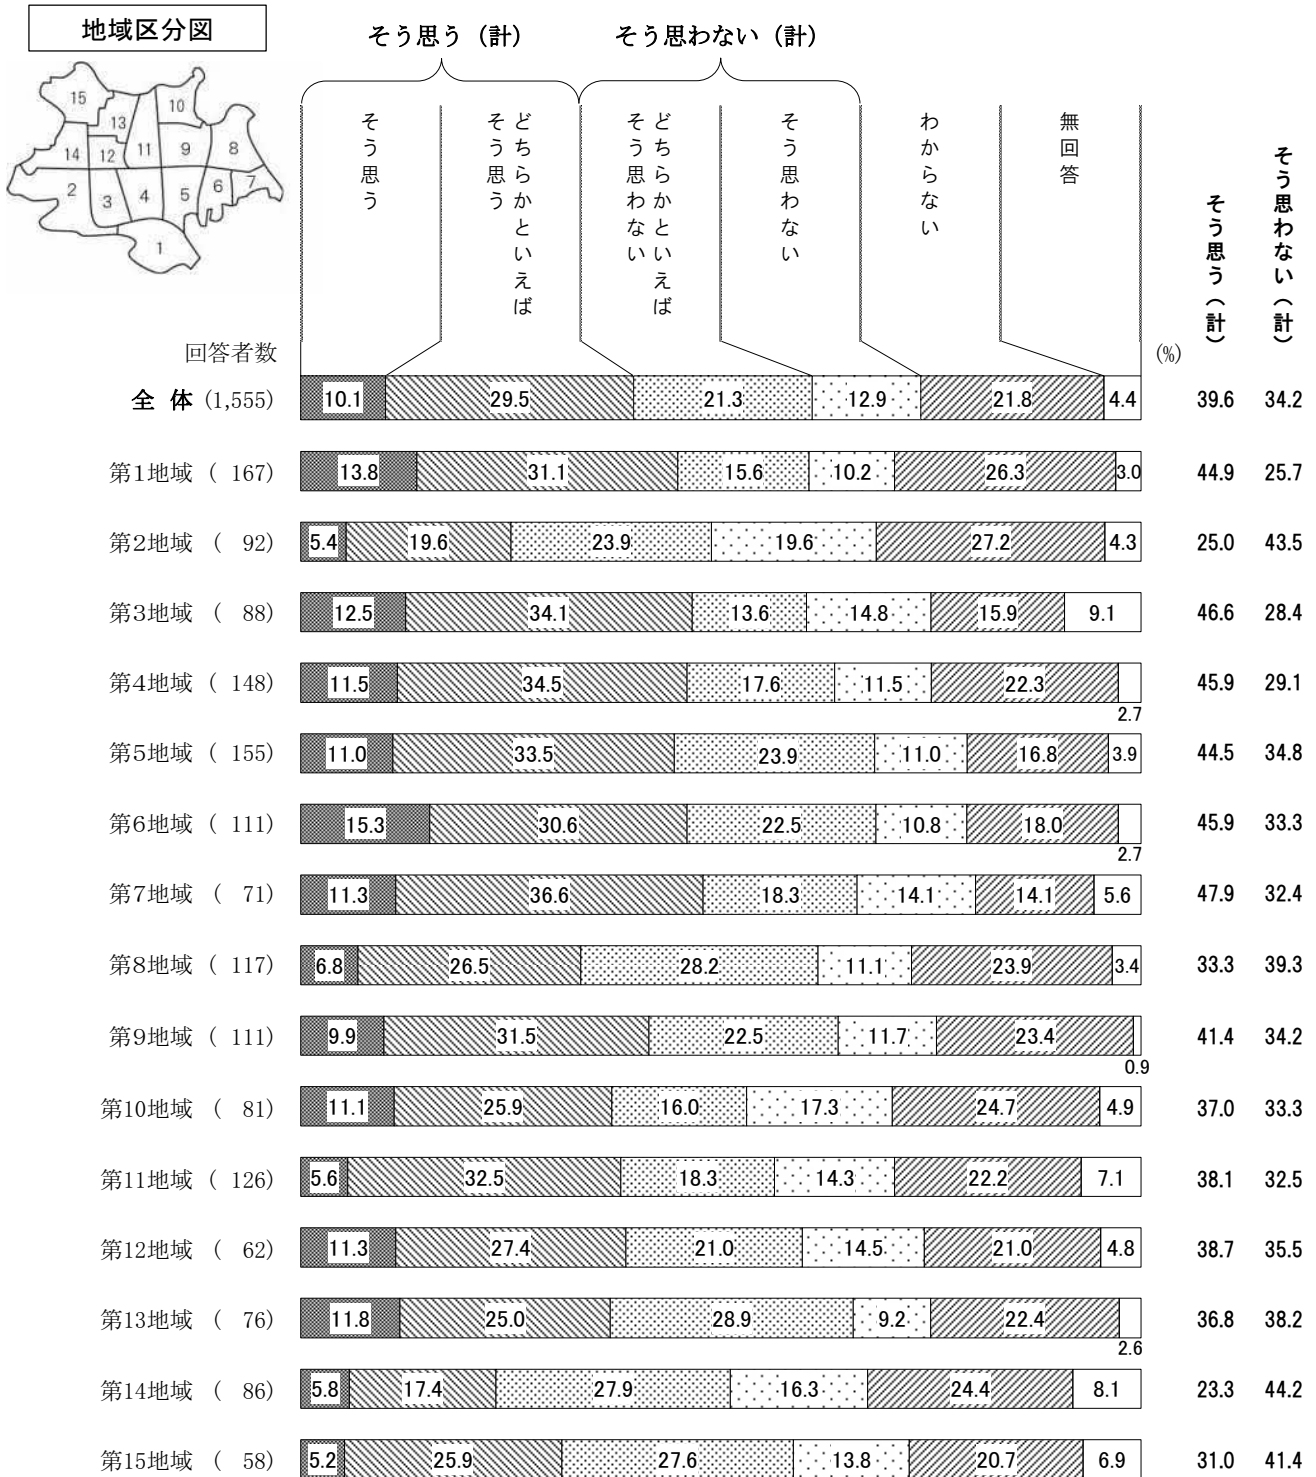 地域区分図
そう思う（計）
そう思わない（計）
15
10
13
14
12
11
9
8
2
3
4
5
6
7
1
そう思う
どちらかといえば
そう思う
どちらかといえば
そう思わない
そう思わない
わからない
無回答
そう思う（計）
そう思わない（計）
回答者数
(%)
全 体 (1,555) 10.1 29.5 21.3 12.9 21.8 4.4 39.6 34.2
第1地域 ( 167) 13.8 31.1 15.6 10.2 26.3 3.0 44.9 25.7
第2地域 ( 92) 5.4 19.6 23.9 19.6 27.2 4.3 25.0 43.5
第3地域 ( 88) 12.5 34.1 13.6 14.8 15.9 9.1 46.6 28.4
第4地域 ( 148) 11.5 34.5 17.6 11.5 22.3 2.7 45.9 29.1
第5地域 ( 155) 11.0 33.5 23.9 11.0 16.8 3.9 44.5 34.8
第6地域 ( 111) 15.3 30.6 22.5 10.8 18.0 2.7 45.9 33.3
第7地域 ( 71) 11.3 36.6 18.3 14.1 14.1 5.6 47.9 32.4
第8地域 ( 117) 6.8 26.5 28.2 11.1 23.9 3.4 33.3 39.3
第9地域 ( 111) 9.9 31.5 22.5 11.7 23.4 0.9 41.4 34.2
第10地域 ( 81) 11.1 25.9 16.0 17.3 24.7 4.9 37.0 33.3
第11地域 ( 126) 5.6 32.5 18.3 14.3 22.2 7.1 38.1 32.5
第12地域 ( 62) 11.3 27.4 21.0 14.5 21.0 4.8 38.7 35.5
第13地域 ( 76) 11.8 25.0 28.9 9.2 22.4 2.6 36.8 38.2
第14地域 ( 86) 5.8 17.4 27.9 16.3 24.4 8.1 23.3 44.2
第15地域 ( 58) 5.2 25.9 27.6 13.8 20.7 6.9 31.0 41.4